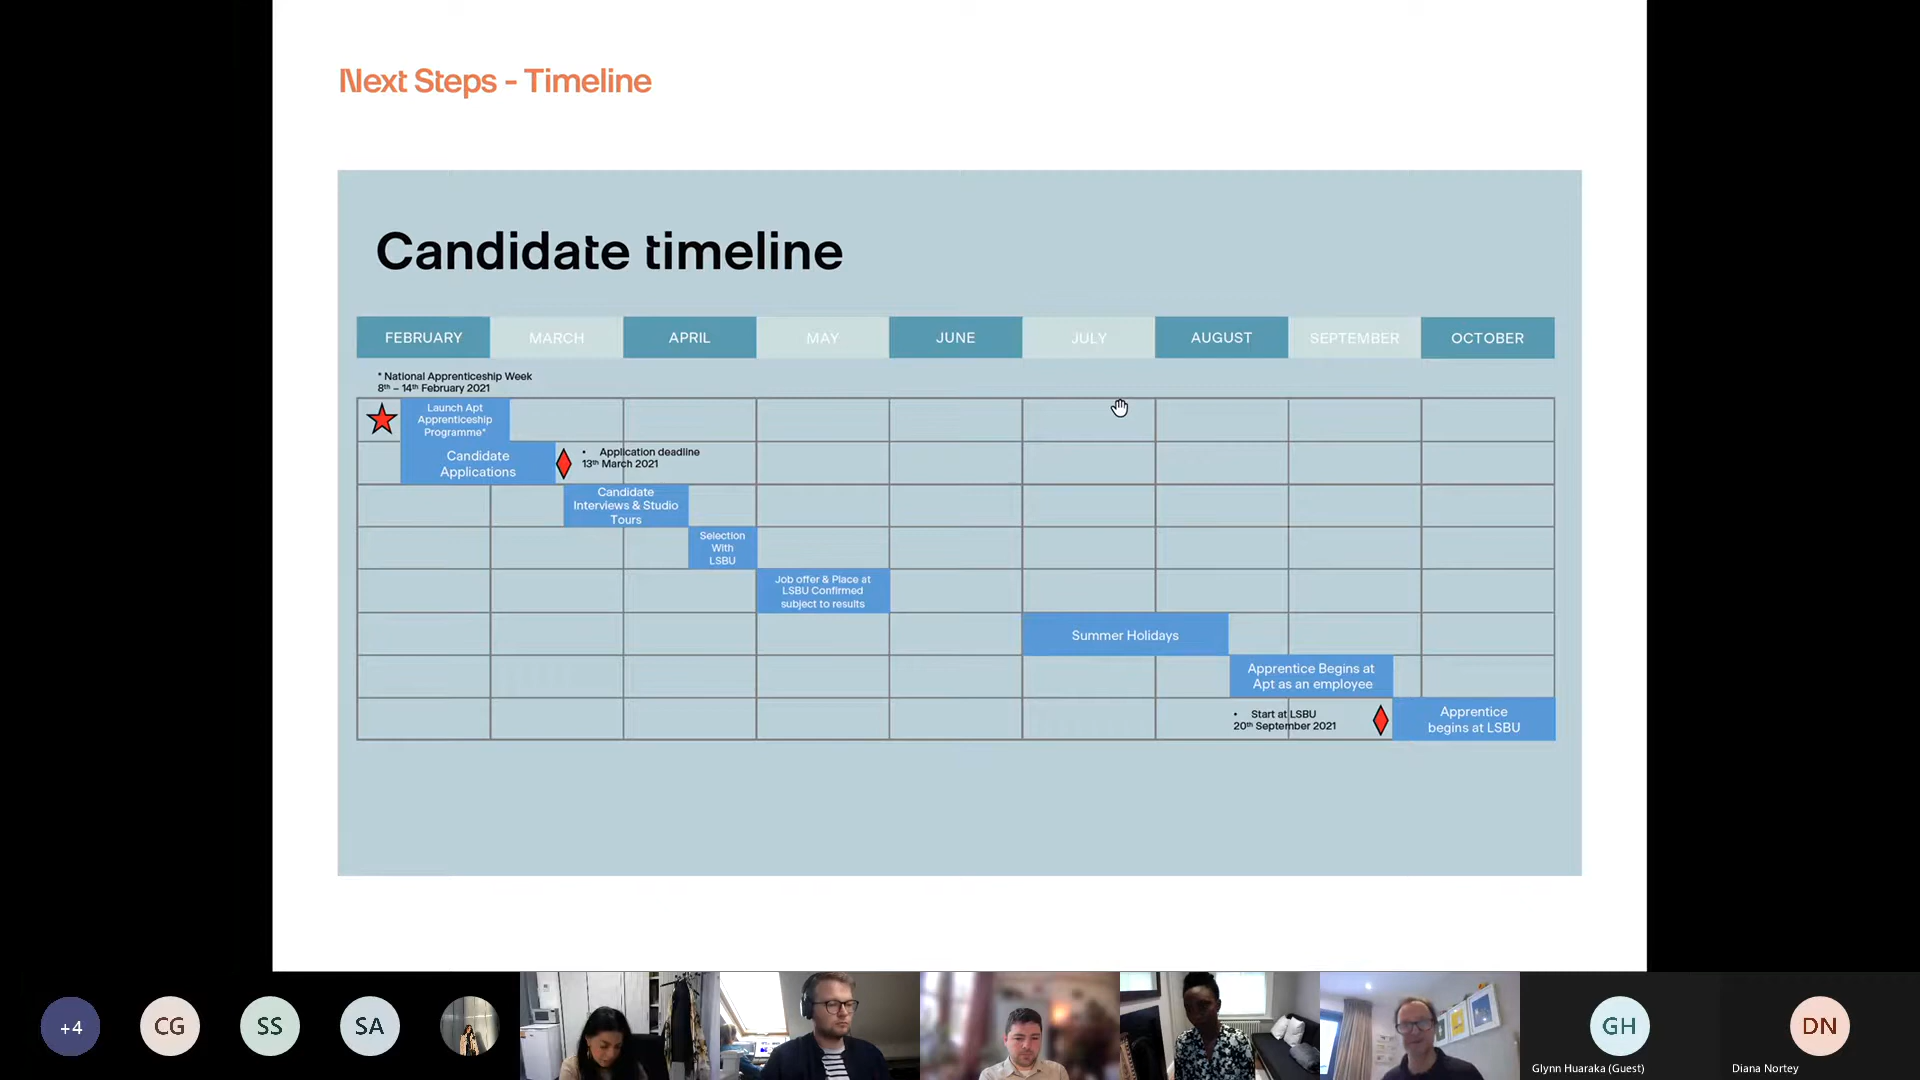 Next Steps - Timeline
Candidate timeline
FEBRUARY MARCH APRIL MAY JUNE JULY AUGUST SEPTEMBER OCTOBER
* National Apprenticeship Week
8th – 14th February 2021
Launch Apt
Apprenticeship
Programme*
Candidate
Applications
• Application deadline
13th March 2021
Candidate
Interviews & Studio
Tours
Selection
With
LSBU
Job offer & Place at
LSBU Confirmed
subject to results
Summer Holidays
Apprentice Begins at
Apt as an employee
• Start at LSBU
20th September 2021
Apprentice
begins at LSBU
+4 CG SS SA GH DN
Glynn Huaraka (Guest) Diana Nortey